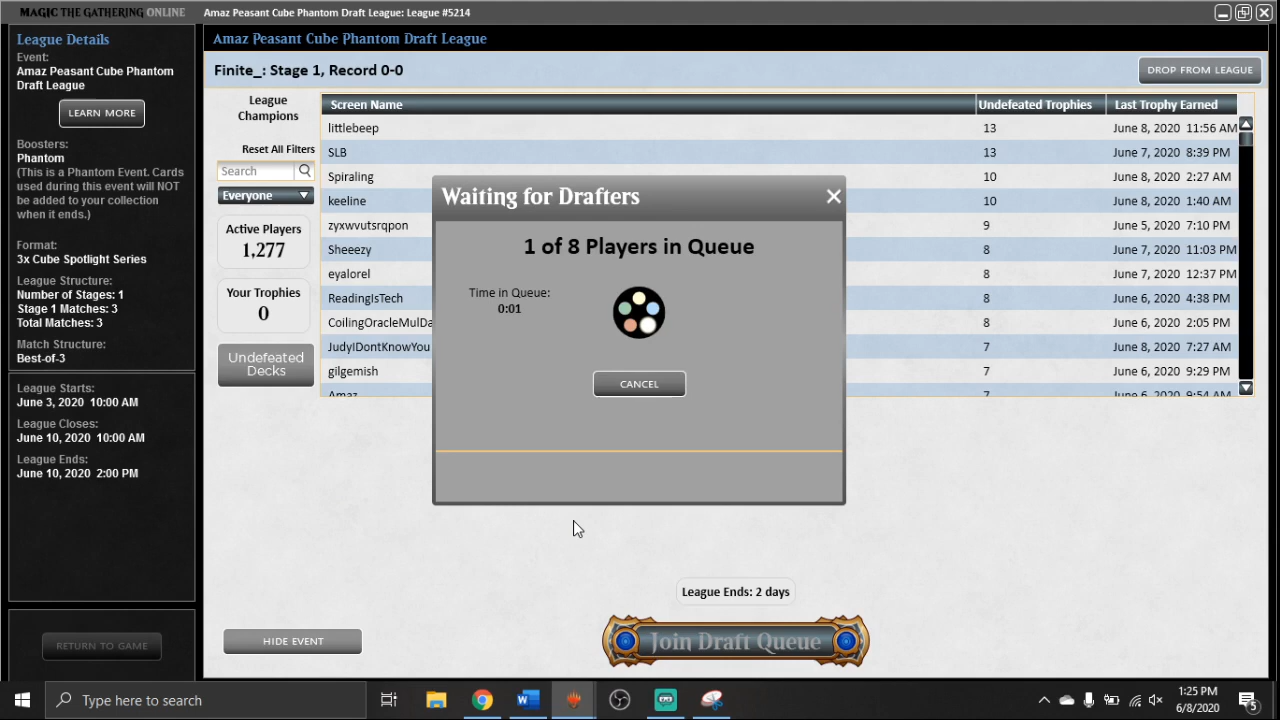 MAGIC THE GATHERING ONLINE
Amaz Peasant Cube Phantom Draft League: League #5214
League Details
Event:
Amaz Peasant Cube Phantom
Draft League
LEARN MORE
Boosters:
Phantom
(This is a Phantom Event. Cards
used during this event will NOT
be added to your collection
when it ends.)
Format:
3x Cube Spotlight Series
League Structure:
Number of Stages: 1
Stage 1 Matches: 3
Total Matches: 3
Match Structure:
Best-of-3
League Starts:
June 3, 2020 10:00 AM
League Closes:
June 10, 2020 10:00 AM
League Ends:
June 10, 2020 2:00 PM
RETURN TO GAME
Amaz Peasant Cube Phantom Draft League
Finite_: Stage 1, Record 0-0
DROP FROM LEAGUE
League
Champions
Reset All Filters
Search
Everyone
Active Players
1,277
Your Trophies
0
Undefeated
Decks
Screen Name Undefeated Trophies Last Trophy Earned
littlebeep 13 June 8, 2020 11:56 AM
SLB 13 June 7, 2020 8:39 PM
Spiraling 10 June 8, 2020 2:27 AM
keeline 10 June 8, 2020 1:40 AM
zyxwvutsrqpon 9 June 5, 2020 7:10 PM
Sheeezy 8 June 7, 2020 11:03 PM
eyalorel 8 June 7, 2020 12:37 PM
ReadingIsTech 8 June 6, 2020 4:38 PM
CoilingOracleMulDa 8 June 6, 2020 2:05 PM
JudyIDontKnowYou 7 June 8, 2020 7:27 AM
gilgemish 7 June 6, 2020 9:29 PM
Amaz 7 June 6, 2020 9:54 AM
Waiting for Drafters
1 of 8 Players in Queue
Time in Queue:
0:01
CANCEL
League Ends: 2 days
HIDE EVENT
Join Draft Queue
Type here to search
1:25 PM
6/8/2020
5